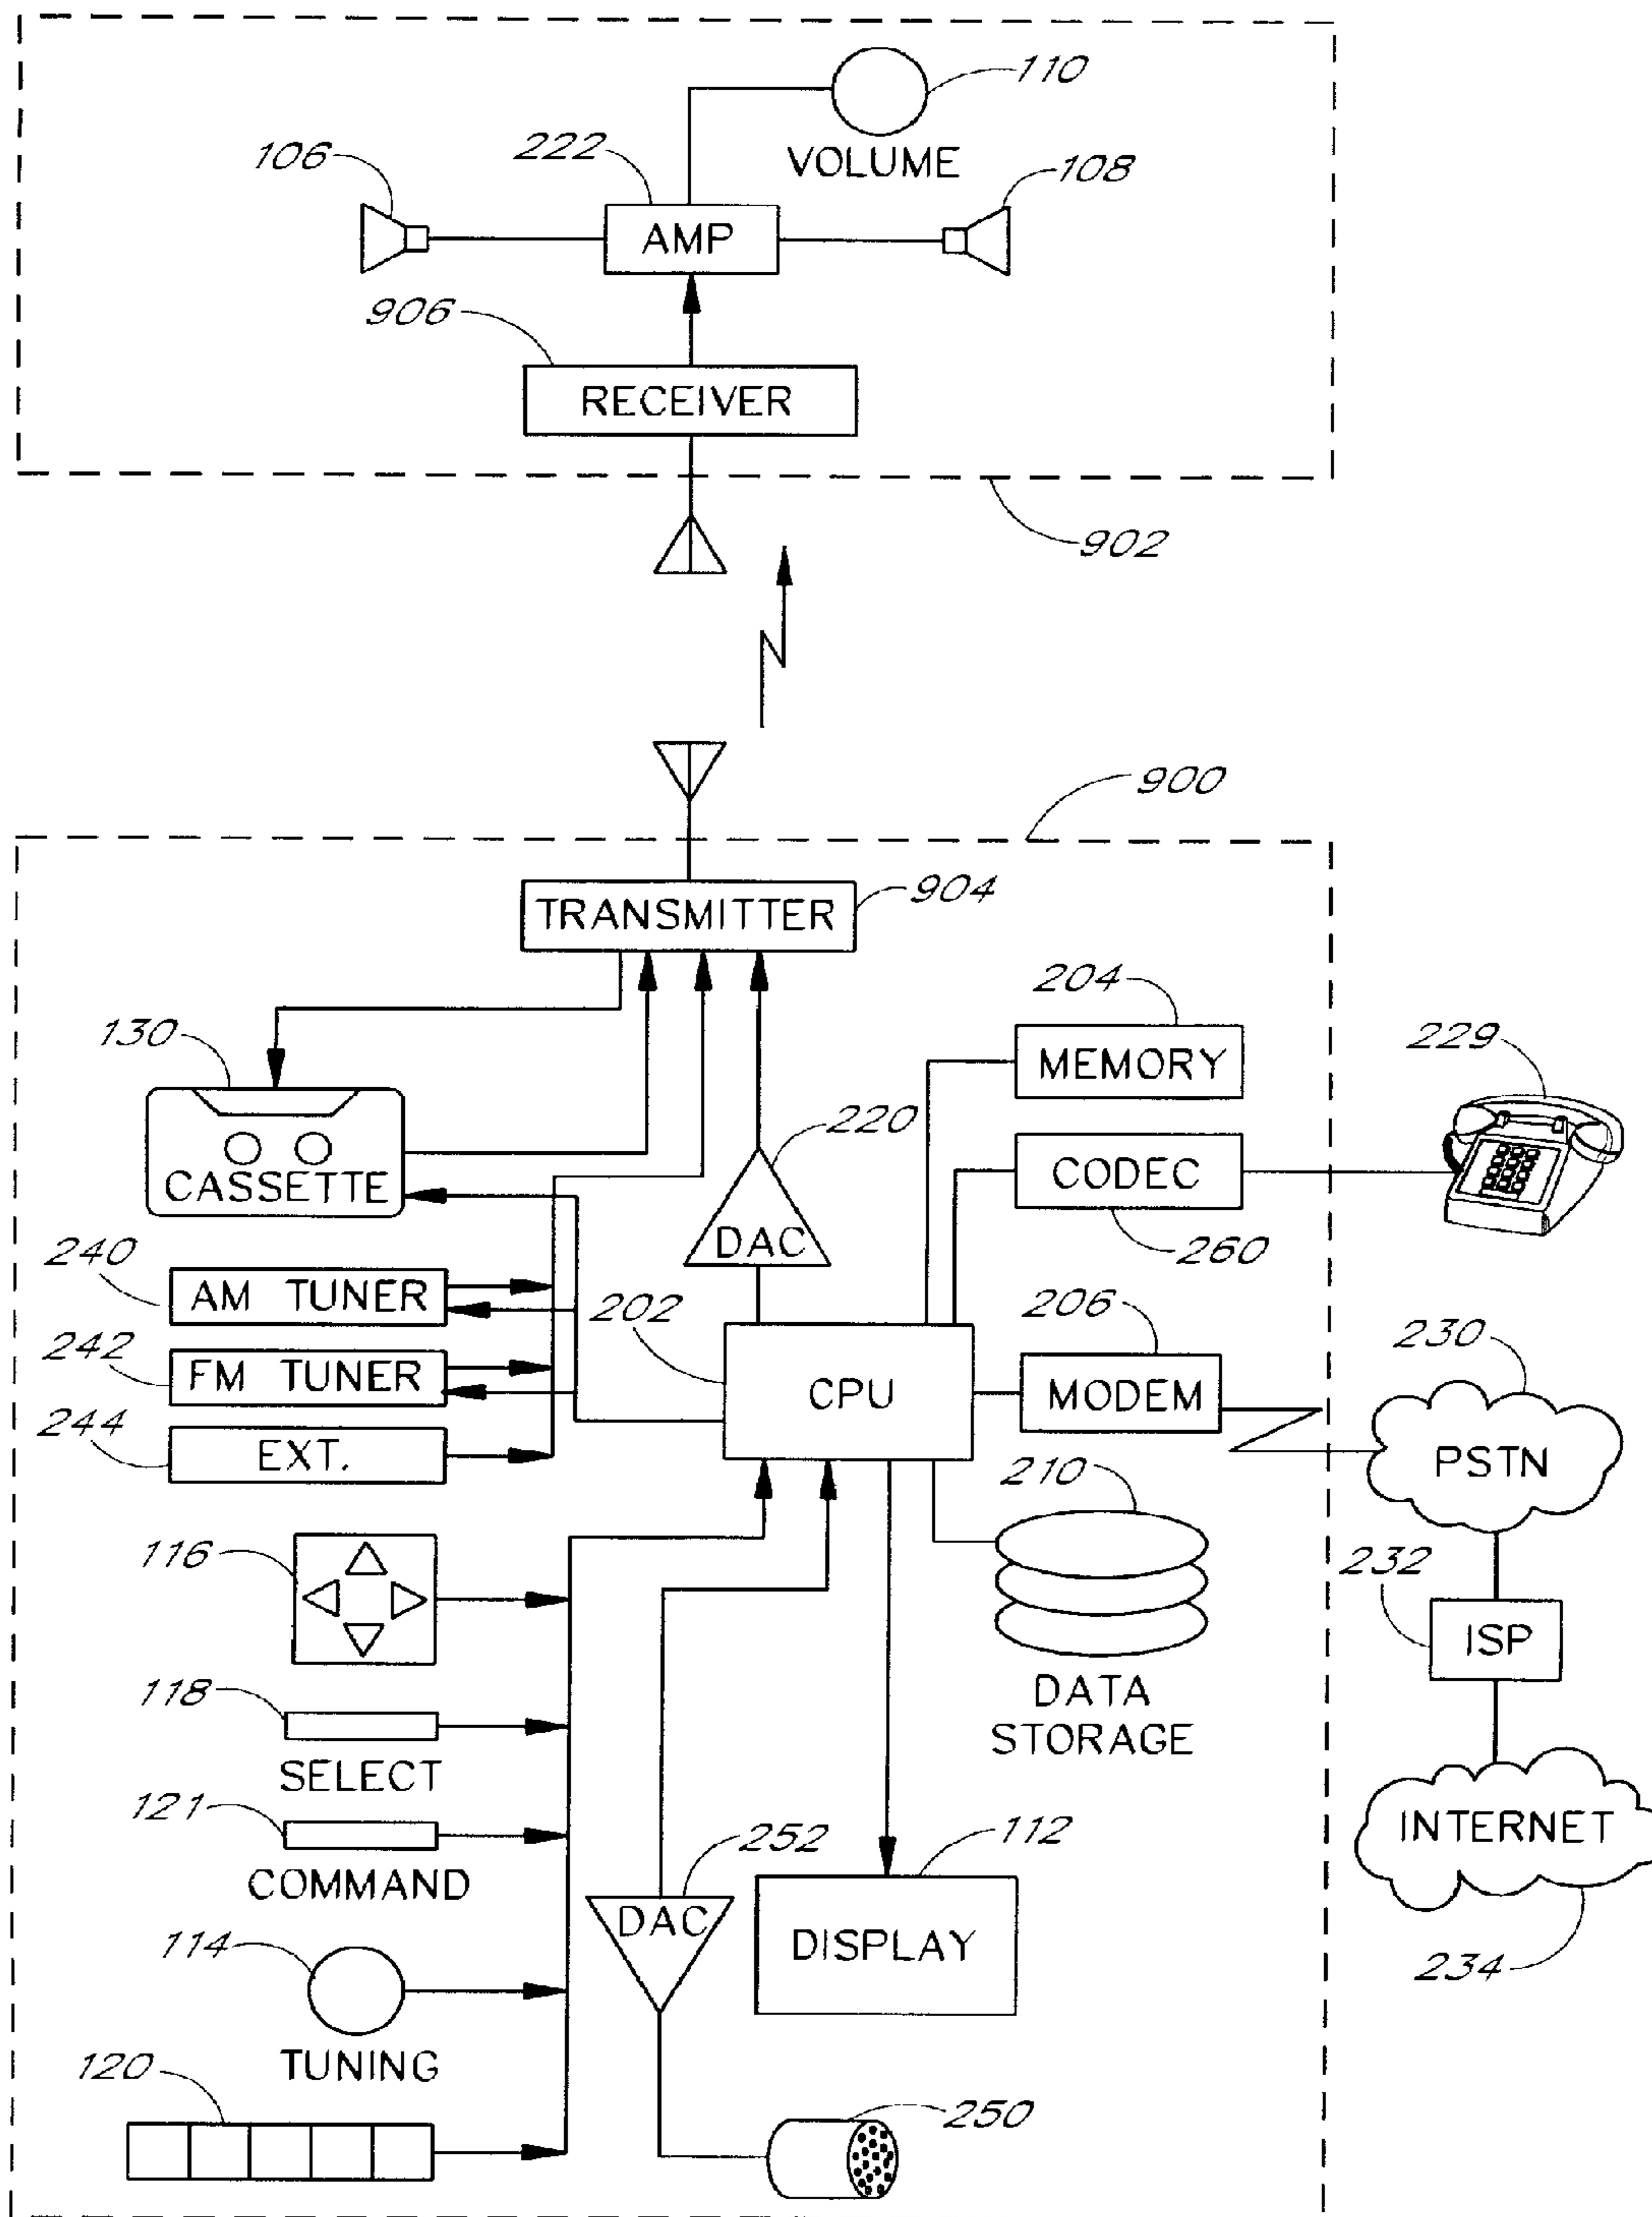 110
VOLUME
106
222
108
AMP
906
RECEIVER
902
900
904
TRANSMITTER
204
130
MEMORY
229
220
CASSETTE
CODEC
DAC
260
240
AM TUNER
202
206
230
242
FM TUNER
CPU
MODEM
244
EXT.
PSTN
210
116
232
ISP
118
DATA
STORAGE
SELECT
121
INTERNET
252
112
COMMAND
DAC
114
DISPLAY
234
TUNING
120
250